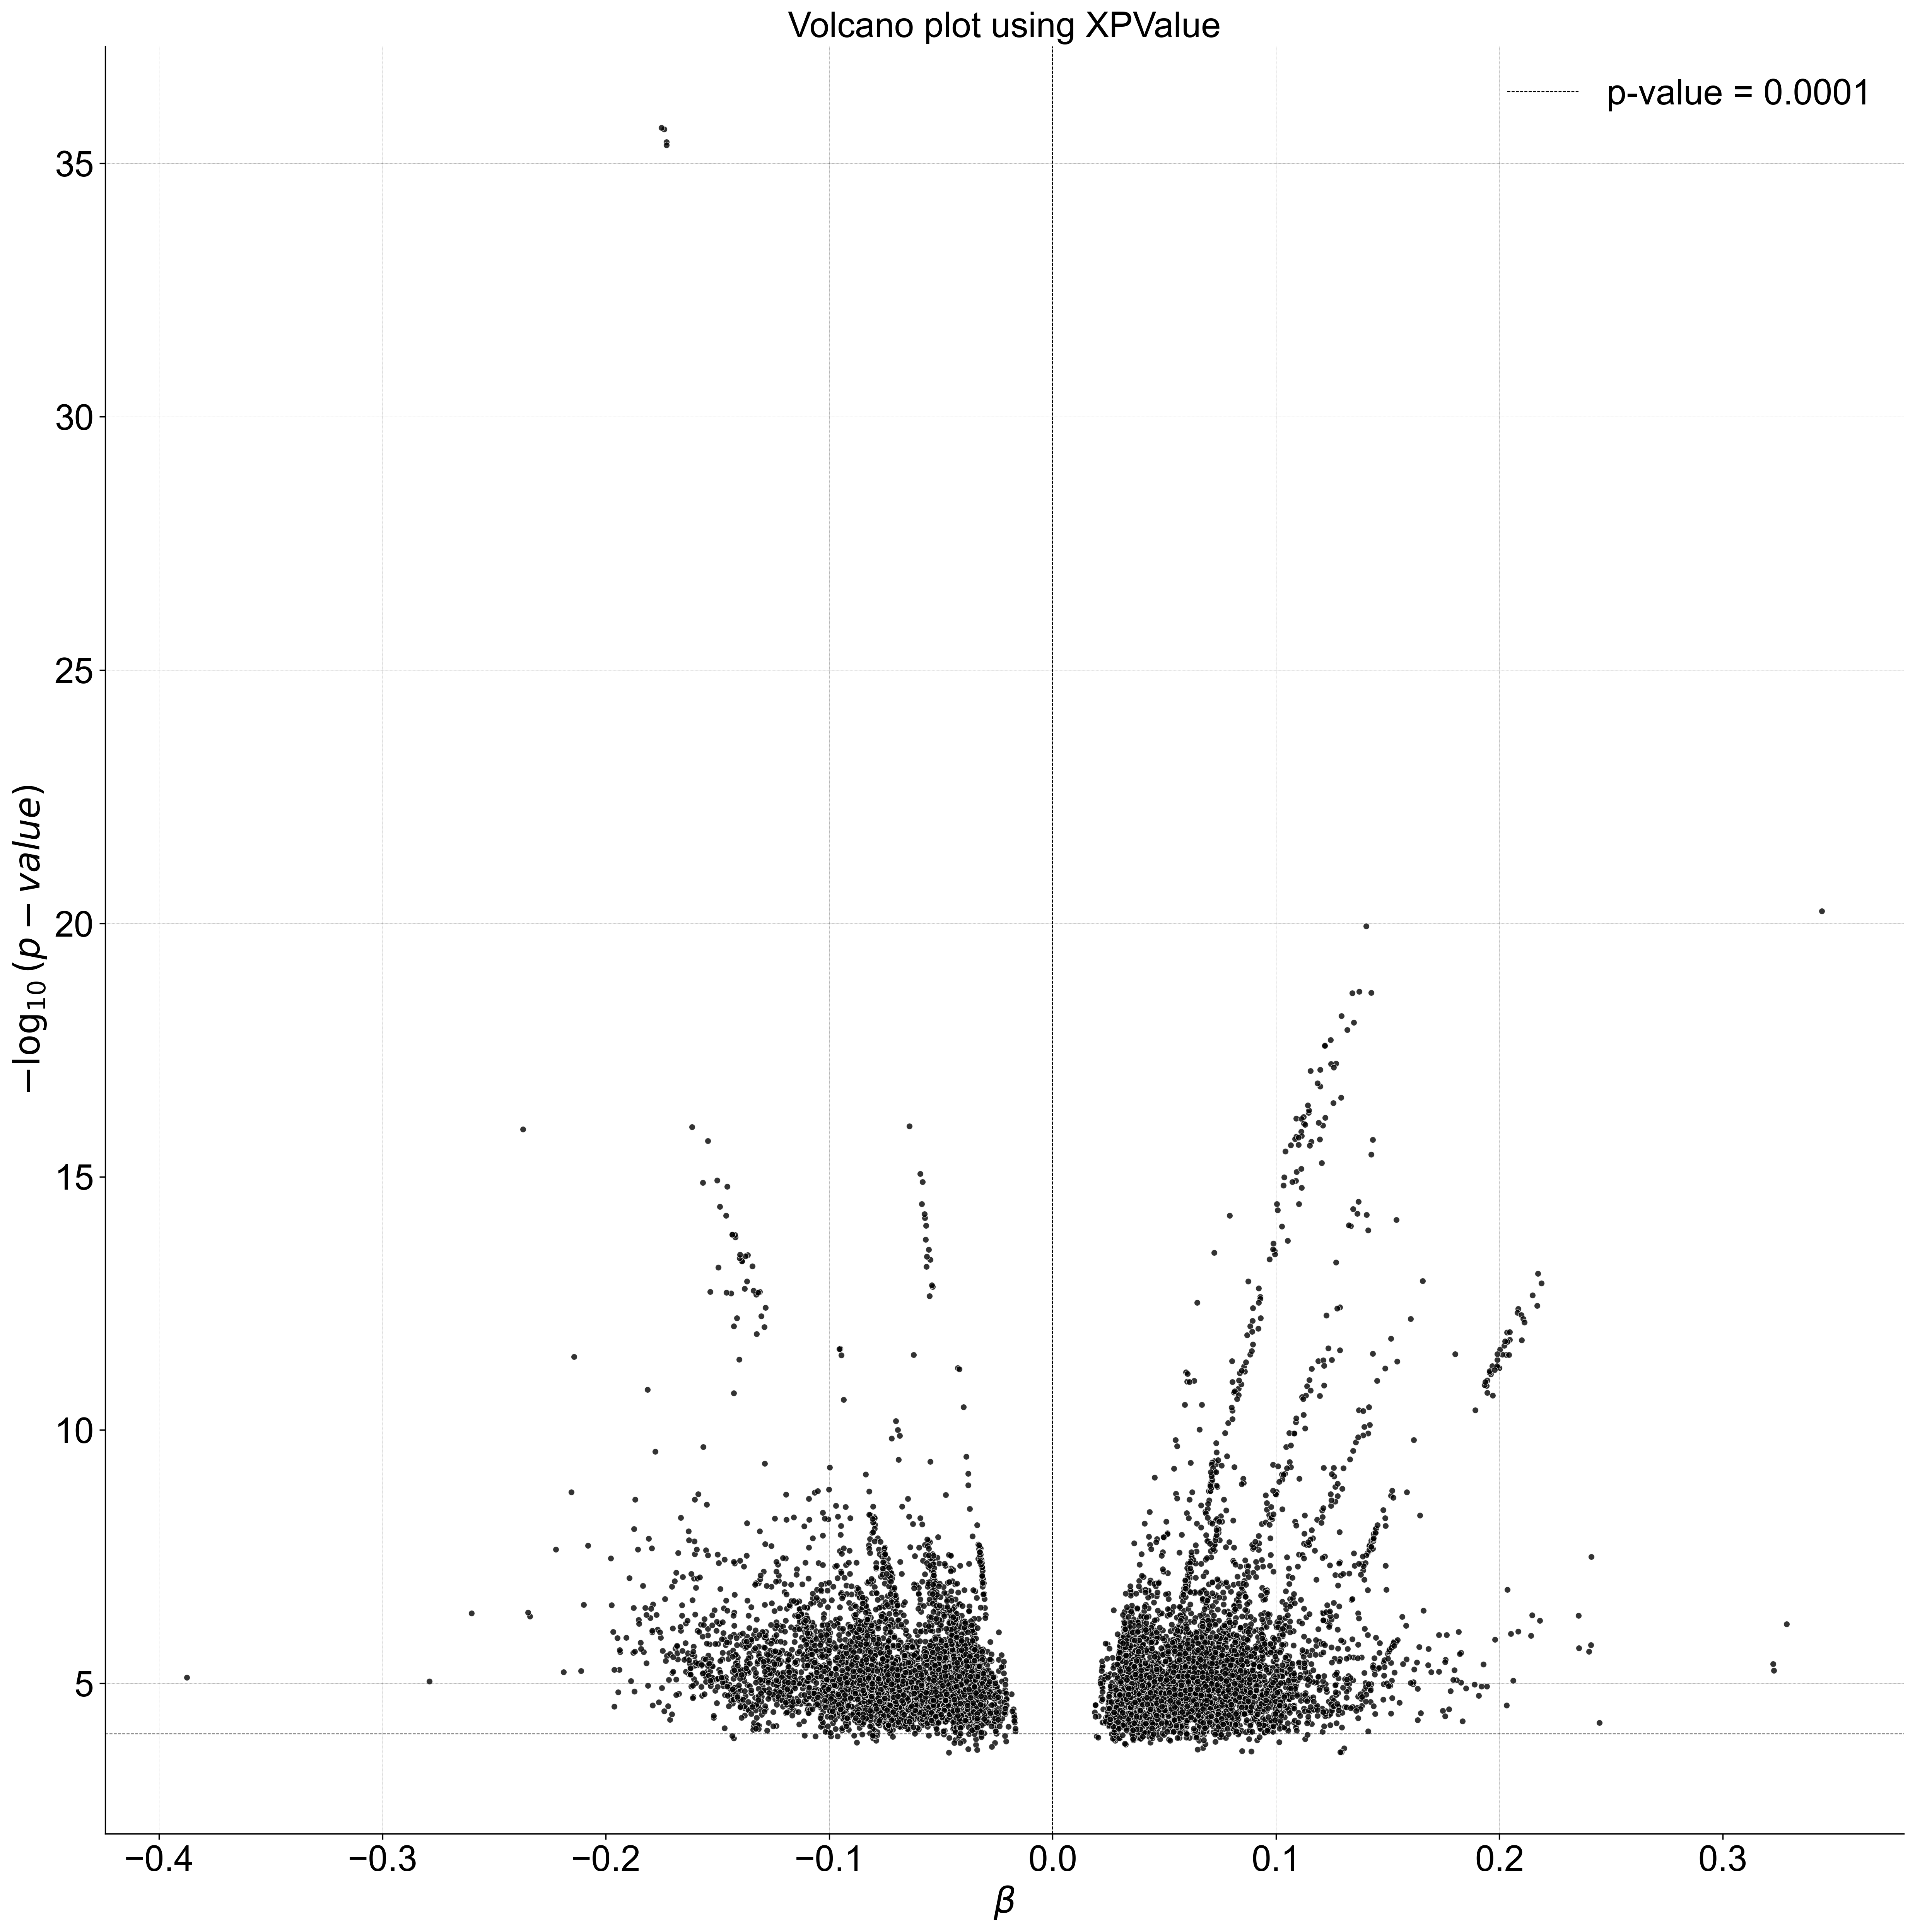 Volcano plot using XPValue
p-value = 0.0001
35
30
25
20
15
10
5
−log10 (p − value)
−0.4 −0.3 −0.2 −0.1 0.0 0.1 0.2 0.3
β